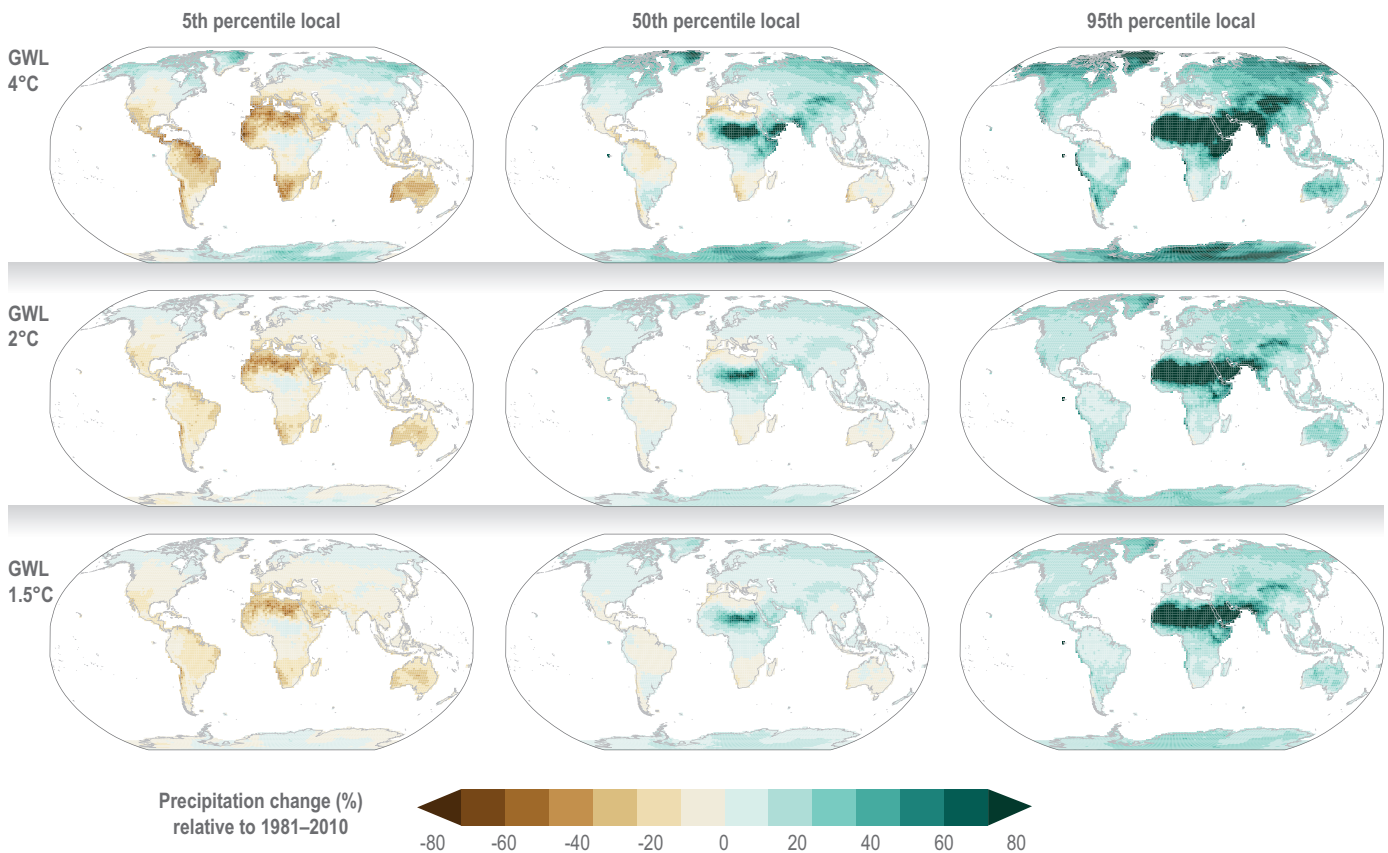 5th percentile local
50th percentile local
95th percentile local
GWL
4°C
GWL
2°C
GWL
1.5°C
Precipitation change (%)
relative to 1981–2010
-80 -60 -40 -20 0 20 40 60 80